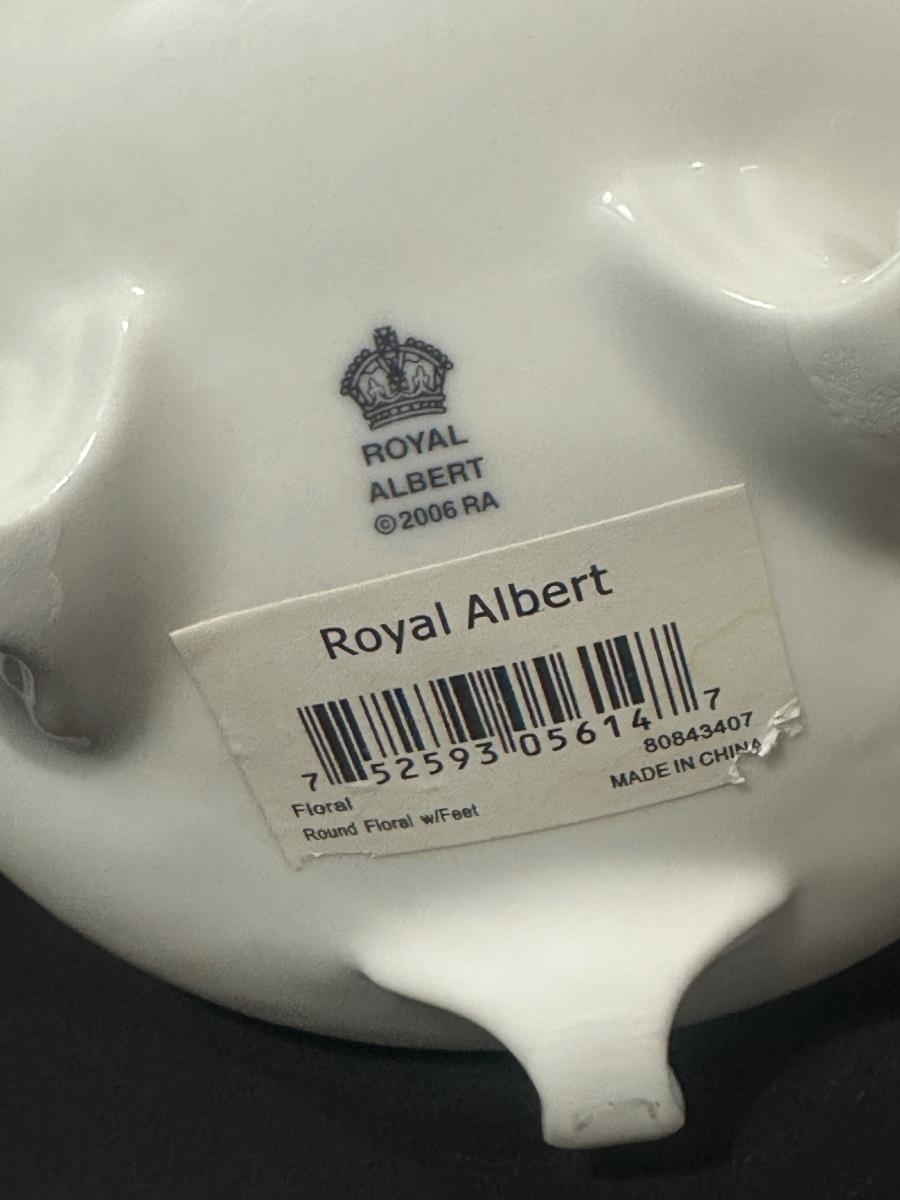 ROYAL
ALBERT
©2006 RA
Royal Albert
7 52593 05614 7
80843407
MADE IN CHINA
Floral
Round Floral w/Feet